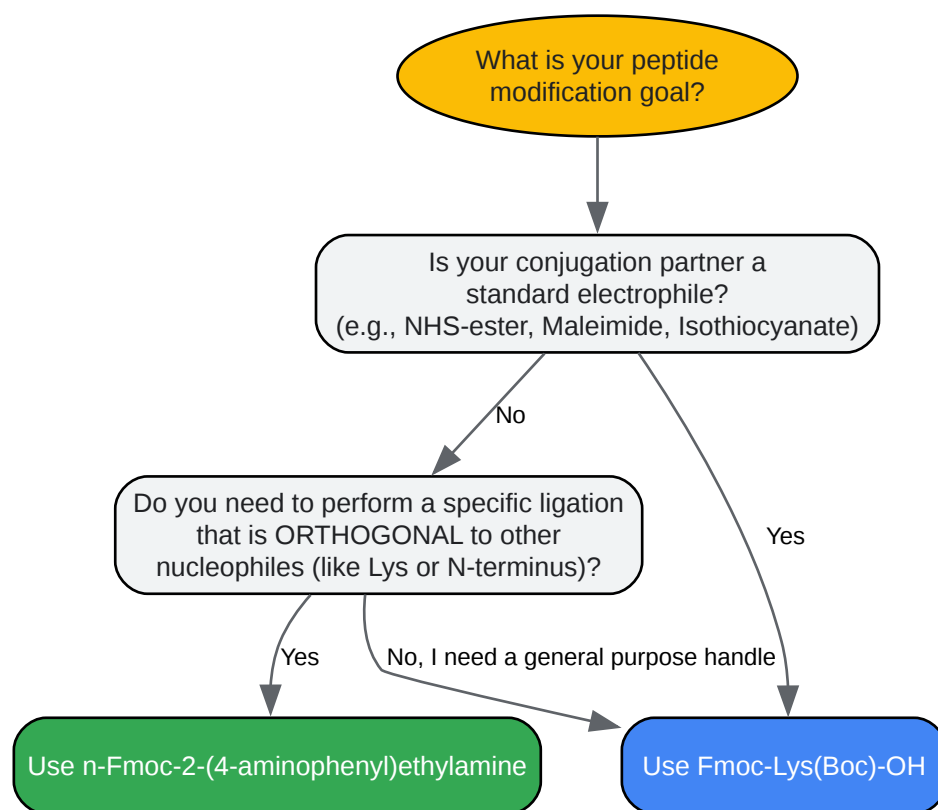 What is your peptide
modification goal?
Is your conjugation partner a
standard electrophile?
(e.g., NHS-ester, Maleimide, Isothiocyanate)
No
Do you need to perform a specific ligation
that is ORTHOGONAL to other
nucleophiles (like Lys or N-terminus)?
Yes
Yes
No, I need a general purpose handle
Use n-Fmoc-2-(4-aminophenyl)ethylamine
Use Fmoc-Lys(Boc)-OH